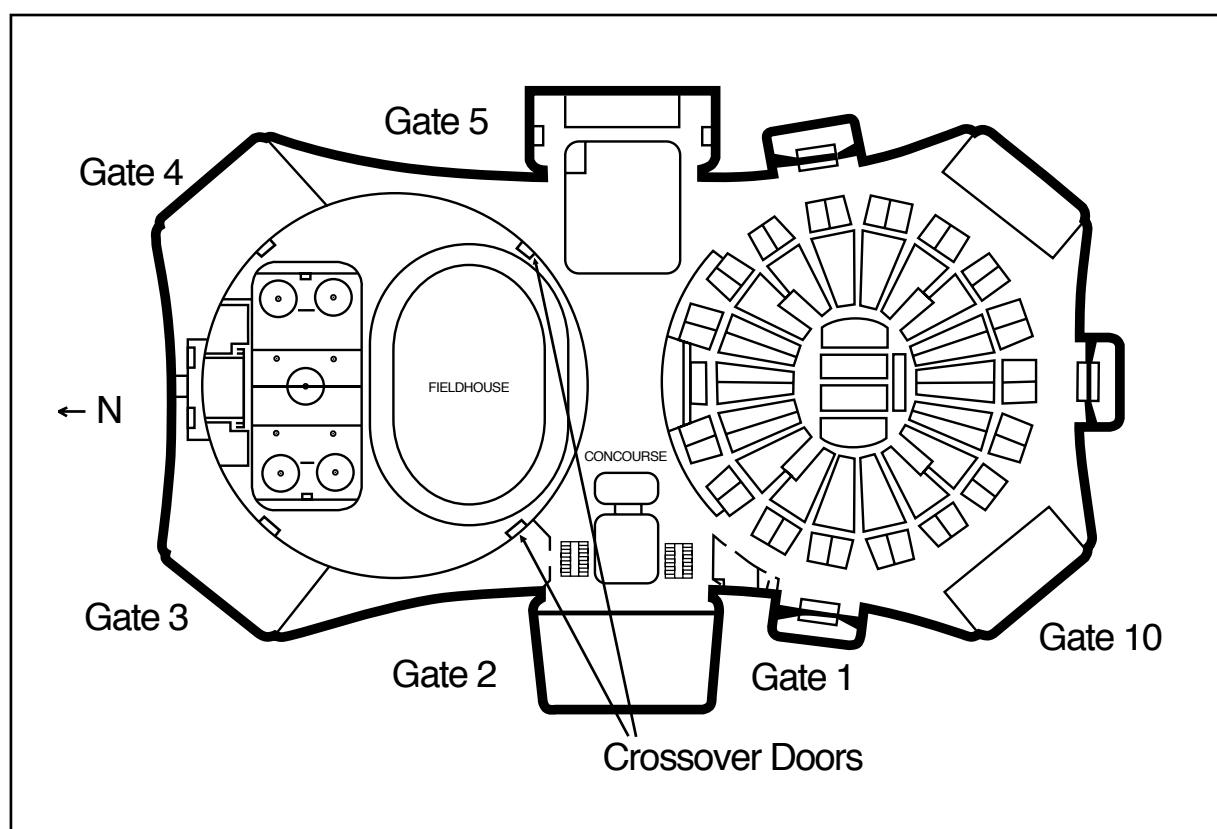 Gate 5
Gate 4
FIELDHOUSE
← N
CONCOURSE
Gate 3
Gate 10
Gate 2
Gate 1
Crossover Doors